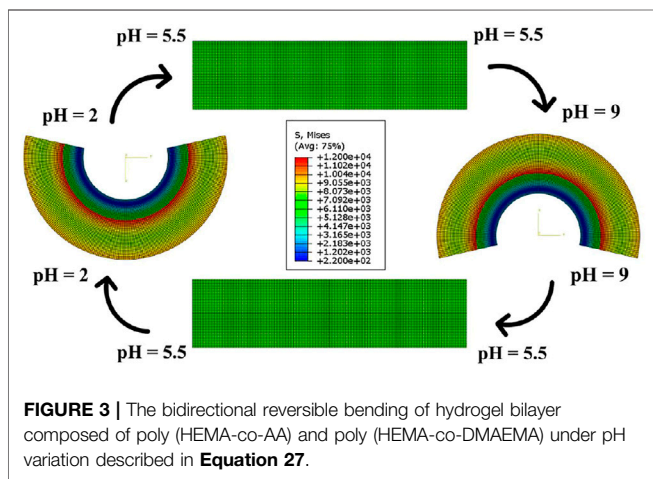 pH = 5.5
pH = 5.5
pH = 2
pH = 9
S, Mises
(Avg: 75%)
+1.200e+04
+1.102e+04
+1.004e+04
+9.055e+03
+8.073e+03
+7.092e+03
+6.110e+03
+5.128e+03
+4.147e+03
+3.165e+03
+2.183e+03
+1.202e+03
+2.200e+02
pH = 2
pH = 9
pH = 5.5
pH = 5.5
FIGURE 3 | The bidirectional reversible bending of hydrogel bilayer
composed of poly (HEMA-co-AA) and poly (HEMA-co-DMAEMA) under pH
variation described in Equation 27.